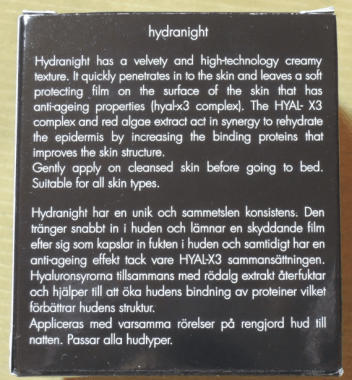 hydranight
Hydranight has a velvety and high-technology creamy
texture. It quickly penetrates in to the skin and leaves a soft
protecting film on the surface of the skin that has
anti-ageing properties (hyal-x3 complex). The HYAL- X3
complex and red algae extract act in synergy to rehydrate
the epidermis by increasing the binding proteins that
improves the skin structure.
Gently apply on cleansed skin before going to bed.
Suitable for all skin types.
Hydranight har en unik och sammetslen konsistens. Den
tränger snabbt in i huden och lämnar en skyddande film
efter sig som kapslar in fukten i huden och samtidigt har en
anti-ageing effekt tack vare HYAL-X3 sammansättningen.
Hyaluronsyrorna tillsammans med rödalg extrakt återfuktar
och hjälper till att öka hudens bindning av proteiner vilket
förbättrar hudens struktur.
Appliceras med varsamma rörelser på rengjord hud till
natten. Passar alla hudtyper.